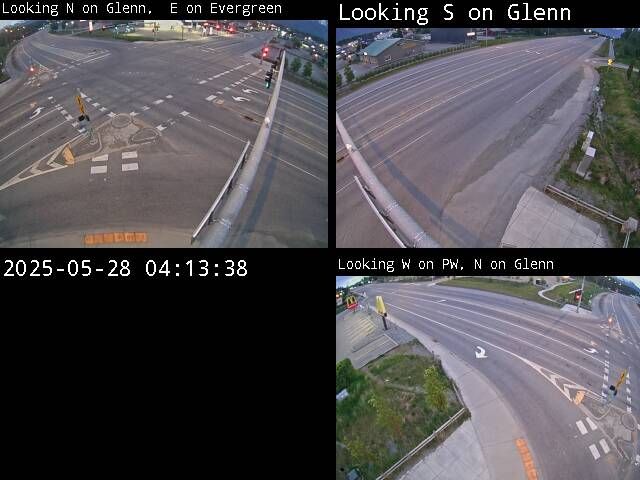 Looking N on Glenn, E on Evergreen
Looking S on Glenn
2025-05-28 04:13:38
Looking W on PW, N on Glenn